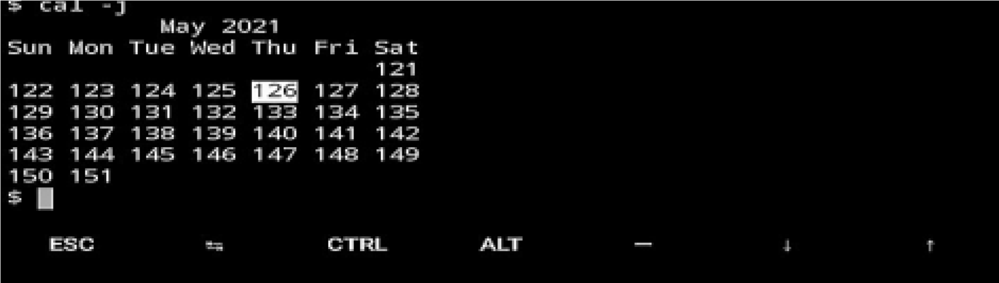 $ cal -j
May 2021
Sun Mon Tue Wed Thu Fri Sat
121
122 123 124 125 126 127 128
129 130 131 132 133 134 135
136 137 138 139 140 141 142
143 144 145 146 147 148 149
150 151
$
ESC ⇆ CTRL ALT — ↓ ↑